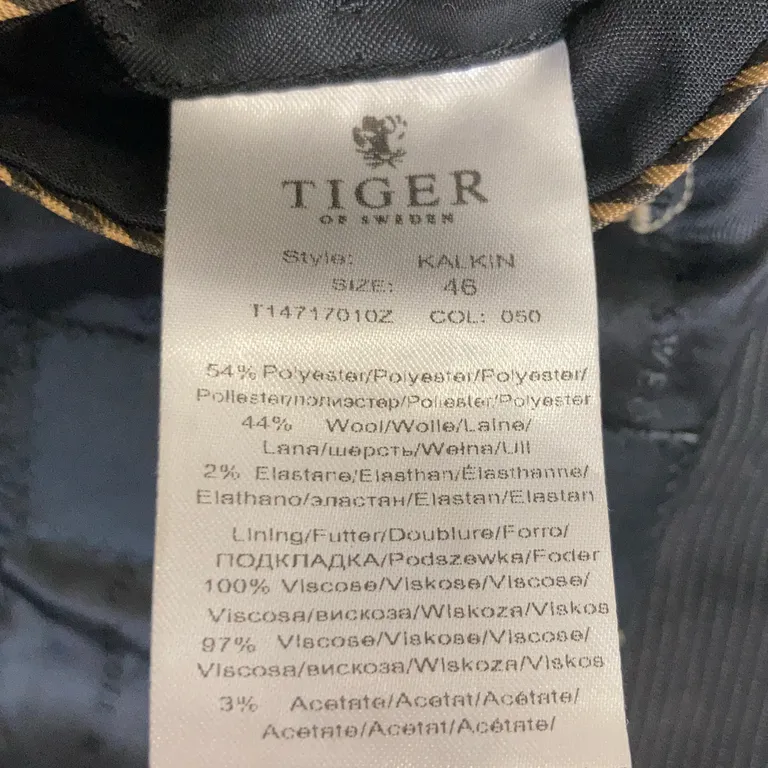 TIGER
OF SWEDEN
Style: KALKIN
SIZE: 46
T14717010Z COL: 050
54% Polyester/Polyester/Polyester/
Poliester/полиэстер/Poliester/Polyester
44% Wool/Wolle/Laine/
Lana/шерсть/Wełna/Ull
2% Elastane/Elasthan/Élasthanne/
Elathano/эластан/Elastan/Elastan
Lining/Futter/Doublure/Forro/
ПОДКЛАДКА/Podszewka/Foder
100% Viscose/Viskose/Viscose/
Viscosa/вискоза/Wiskoza/Viskos
97% Viscose/Viskose/Viscose/
Viscosa/вискоза/Wiskoza/Viskos
3% Acetate/Acetat/Acétate/
Acetato/Acetat/Acétate/